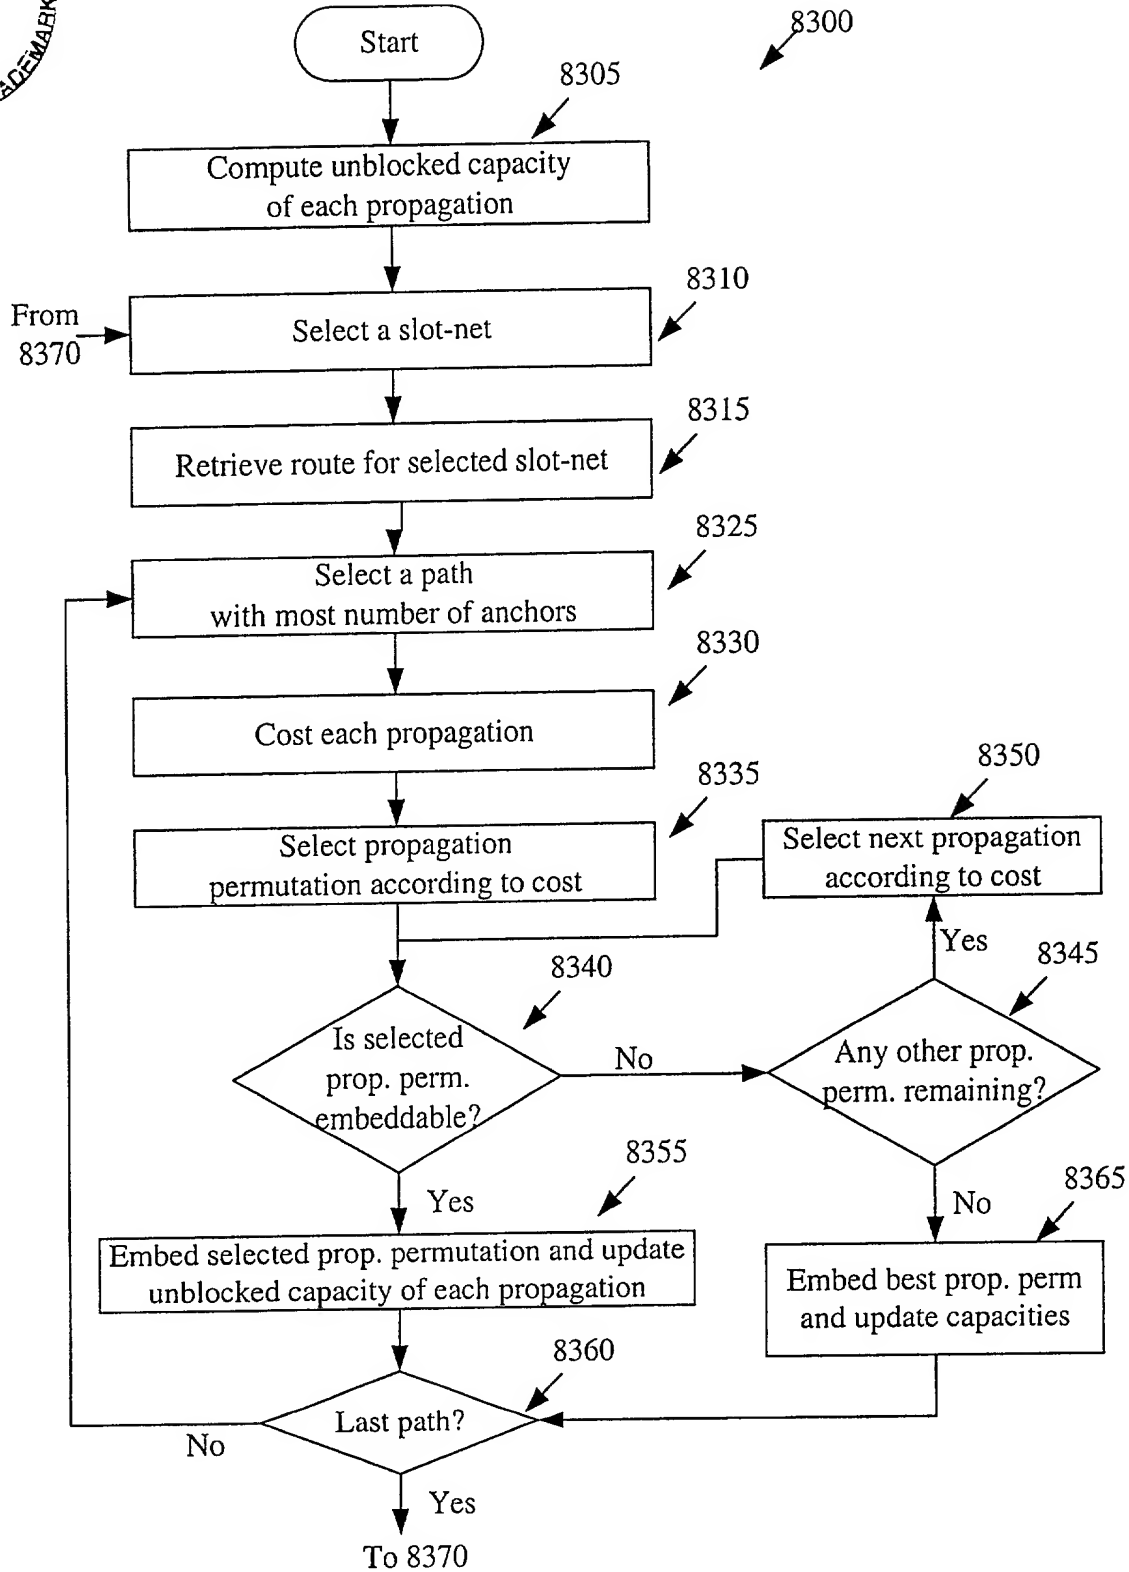 ADEMARK
Start
8300
8305
Compute unblocked capacity
of each propagation
8310
From
8370
Select a slot-net
8315
Retrieve route for selected slot-net
8325
Select a path
with most number of anchors
8330
Cost each propagation
8335
Select propagation
permutation according to cost
8350
Select next propagation
according to cost
Yes
8345
8340
Is selected
prop. perm.
embeddable?
No
Any other prop.
perm. remaining?
8355
Yes
No
8365
Embed selected prop. permutation and update
unblocked capacity of each propagation
Embed best prop. perm
and update capacities
8360
Last path?
No
Yes
To 8370